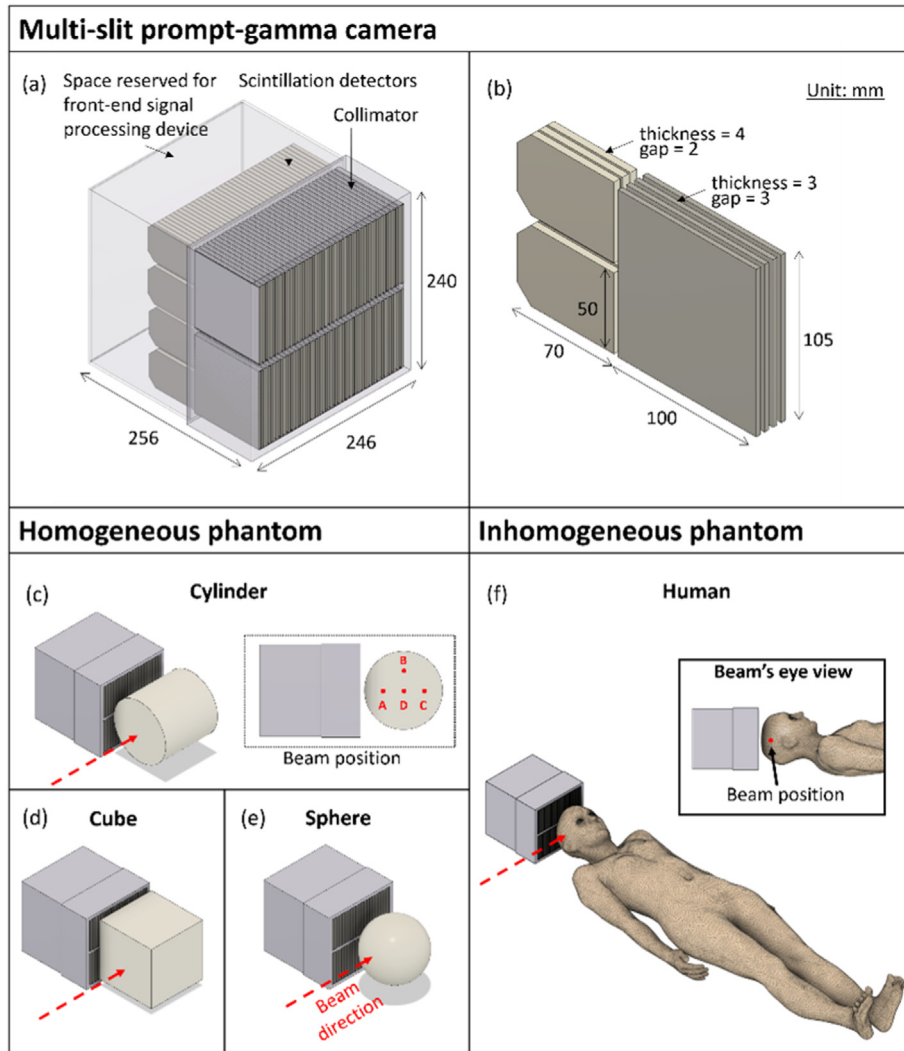 Multi-slit prompt-gamma camera
(a)
Space reserved for
front-end signal
processing device
Scintillation detectors
Collimator
240
256
246
(b)
Unit: mm
thickness = 4
gap = 2
thickness = 3
gap = 3
50
70
100
105
Homogeneous phantom
(c)
Cylinder
B
A
D
C
Beam position
(d)
Cube
(e)
Sphere
Beam
direction
Inhomogeneous phantom
(f)
Human
Beam's eye view
Beam position